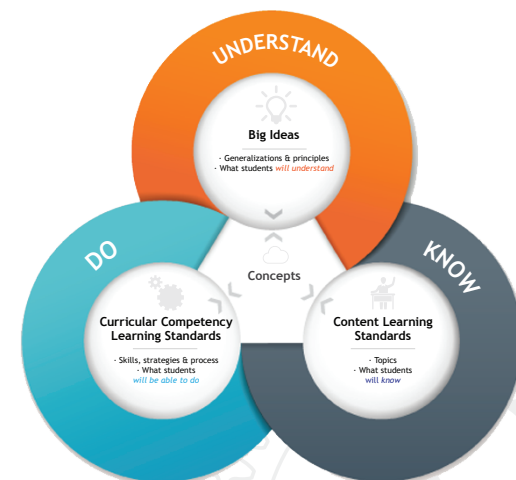 UNDERSTAND
Big Ideas
- Generalizations & principles
- What students will understand
DO
KNOW
Concepts
Curricular Competency
Learning Standards
- Skills, strategies & process
- What students
will be able to do
Content Learning
Standards
- Topics
- What students
will know